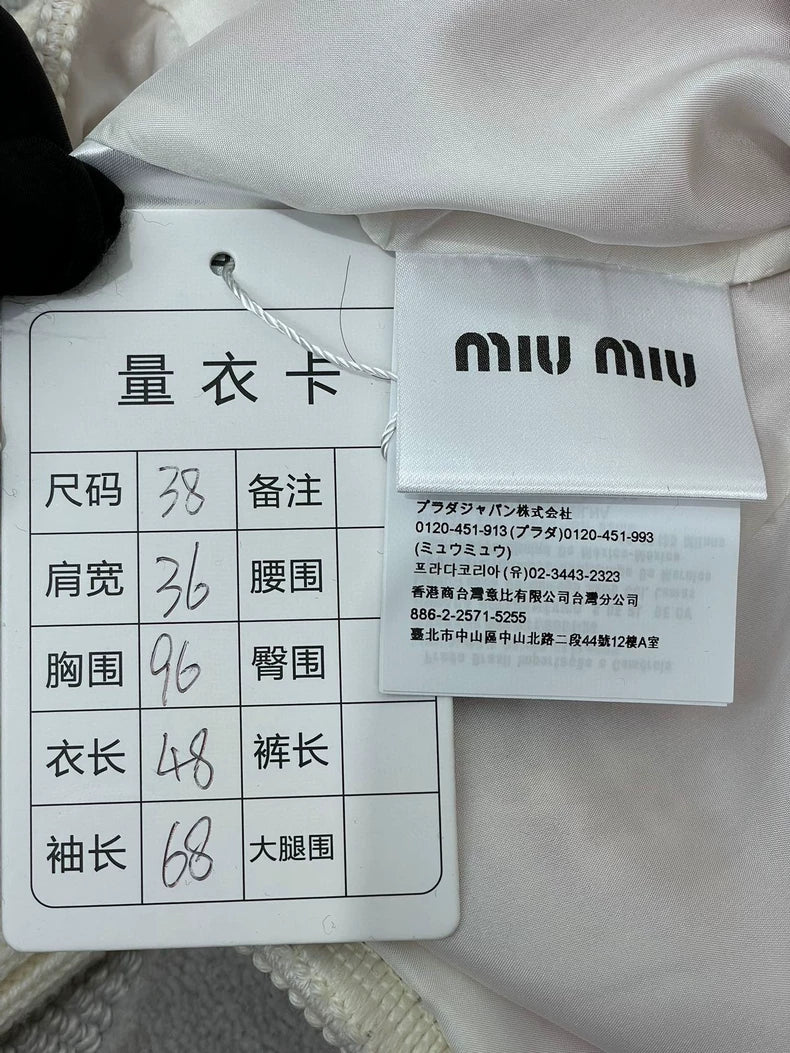 量衣卡
尺码 38 备注
肩宽 36 腰围
胸围 96 臀围
衣长 48 裤长
袖长 68 大腿围
miu miu
プラダジャパン株式会社
0120-451-913(プラダ)0120-451-993
(ミュウミュウ)
프라다코리아(유)02-3443-2323
香港商台灣意比有限公司台灣分公司
886-2-2571-5255
臺北市中山區中山北路二段44號12樓A室